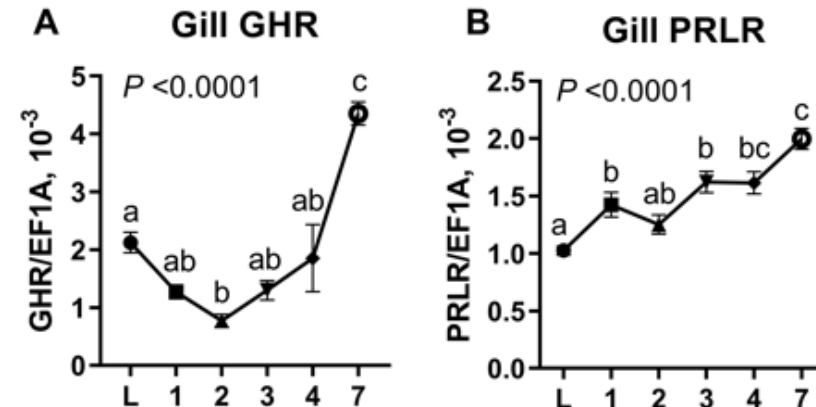 A Gill GHR
GHR/EF1A, 10-3
P <0.0001
5
4
3
2
1
0
a
ab
b
ab
ab
c
L 1 2 3 4 7
B Gill PRLR
PRLR/EF1A, 10-3
P <0.0001
2.5
2.0
1.5
1.0
0.5
0.0
a
b
ab
b
bc
c
L 1 2 3 4 7